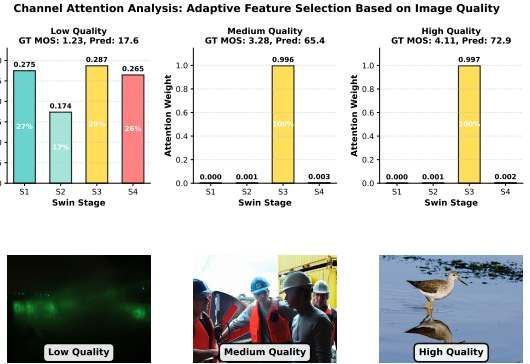 Channel Attention Analysis: Adaptive Feature Selection Based on Image Quality
Low Quality
GT MOS: 1.23, Pred: 17.6
0.275
0.174
0.287
0.265
27%
17%
29%
26%
S1 S2 S3 S4
Swin Stage
Medium Quality
GT MOS: 3.28, Pred: 65.4
Attention Weight
1.0
0.8
0.6
0.4
0.2
0.0
0.000
0.001
0.996
0.003
100%
S1 S2 S3 S4
Swin Stage
High Quality
GT MOS: 4.11, Pred: 72.9
Attention Weight
1.0
0.8
0.6
0.4
0.2
0.0
0.000
0.001
0.997
0.002
100%
S1 S2 S3 S4
Swin Stage
Low Quality
Medium Quality
High Quality